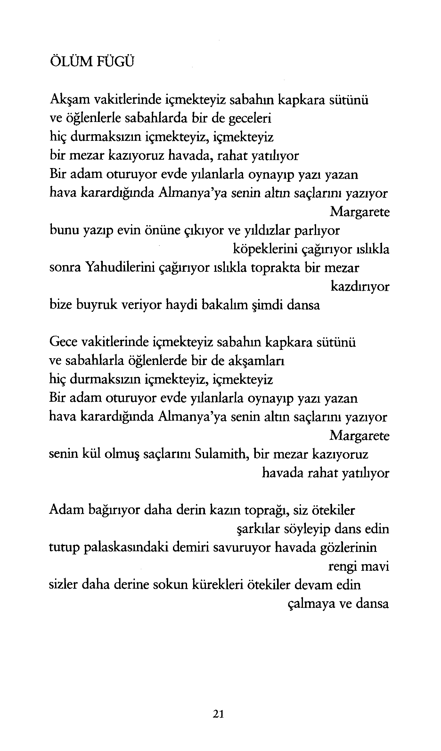 ÖLÜM FÜGÜ
Akşam vakitlerinde içmekteyiz sabahın kapkara sütünü
ve öğlenlerle sabahlarda bir de geceleri
hiç durmaksızın içmekteyiz, içmekteyiz
bir mezar kazıyoruz havada, rahat yatılıyor
Bir adam oturuyor evde yılanlarla oynayıp yazı yazan
hava karardığında Almanya'ya senin altın saçlarını yazıyor
Margarete
bunu yazıp evin önüne çıkıyor ve yıldızlar parlıyor
köpeklerini çağırıyor ıslıkla
sonra Yahudilerini çağırıyor ıslıkla toprakta bir mezar
kazdırıyor
bize buyruk veriyor haydi bakalım şimdi dansa
Gece vakitlerinde içmekteyiz sabahın kapkara sütünü
ve sabahlarla öğlenlerde bir de akşamları
hiç durmaksızın içmekteyiz, içmekteyiz
Bir adam oturuyor evde yılanlarla oynayıp yazı yazan
hava karardığında Almanya'ya senin altın saçlarını yazıyor
Margarete
senin kül olmuş saçlarını Sulamith, bir mezar kazıyoruz
havada rahat yatılıyor
Adam bağırıyor daha derin kazın toprağı, siz ötekiler
şarkılar söyleyip dans edin
tutup palaskasındaki demiri savuruyor havada gözlerinin
rengi mavi
sizler daha derine sokun kürekleri ötekiler devam edin
çalmaya ve dansa
21